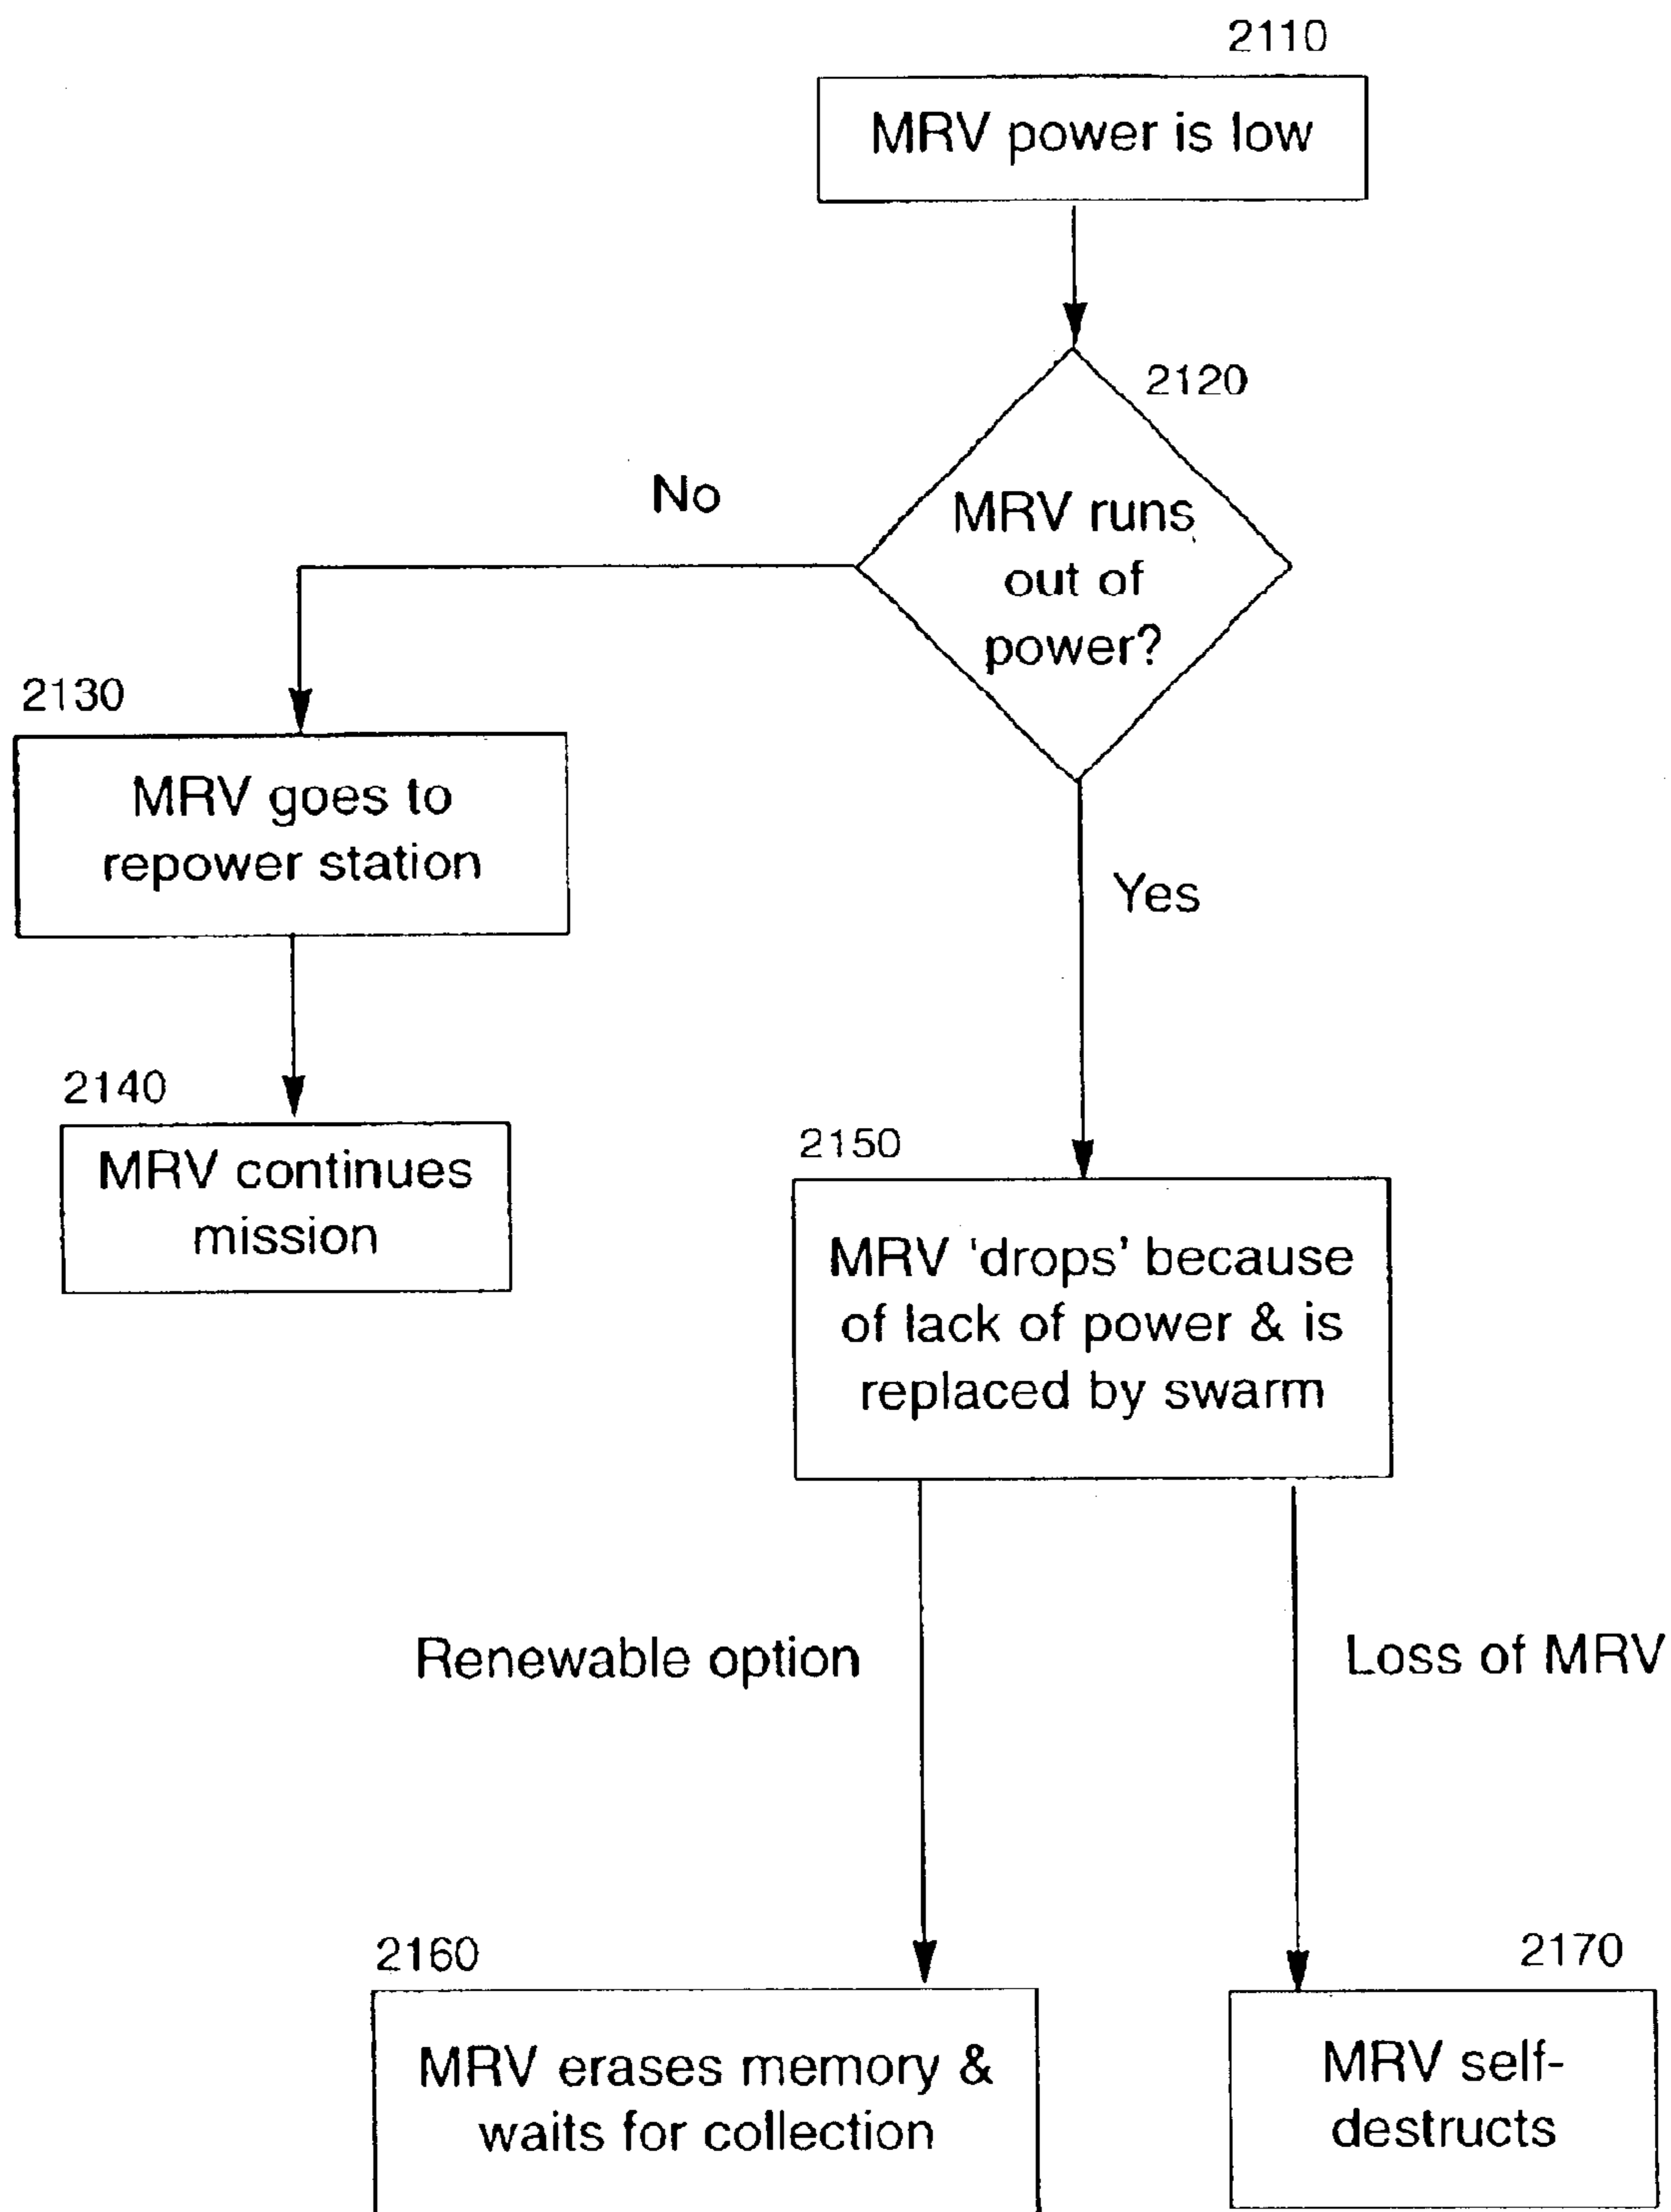 2110
MRV power is low
2120
No
MRV runs
out of
power?
2130
MRV goes to
repower station
Yes
2140
MRV continues
mission
2150
MRV 'drops' because
of lack of power & is
replaced by swarm
Renewable option
Loss of MRV
2160
MRV erases memory &
waits for collection
2170
MRV self-
destructs